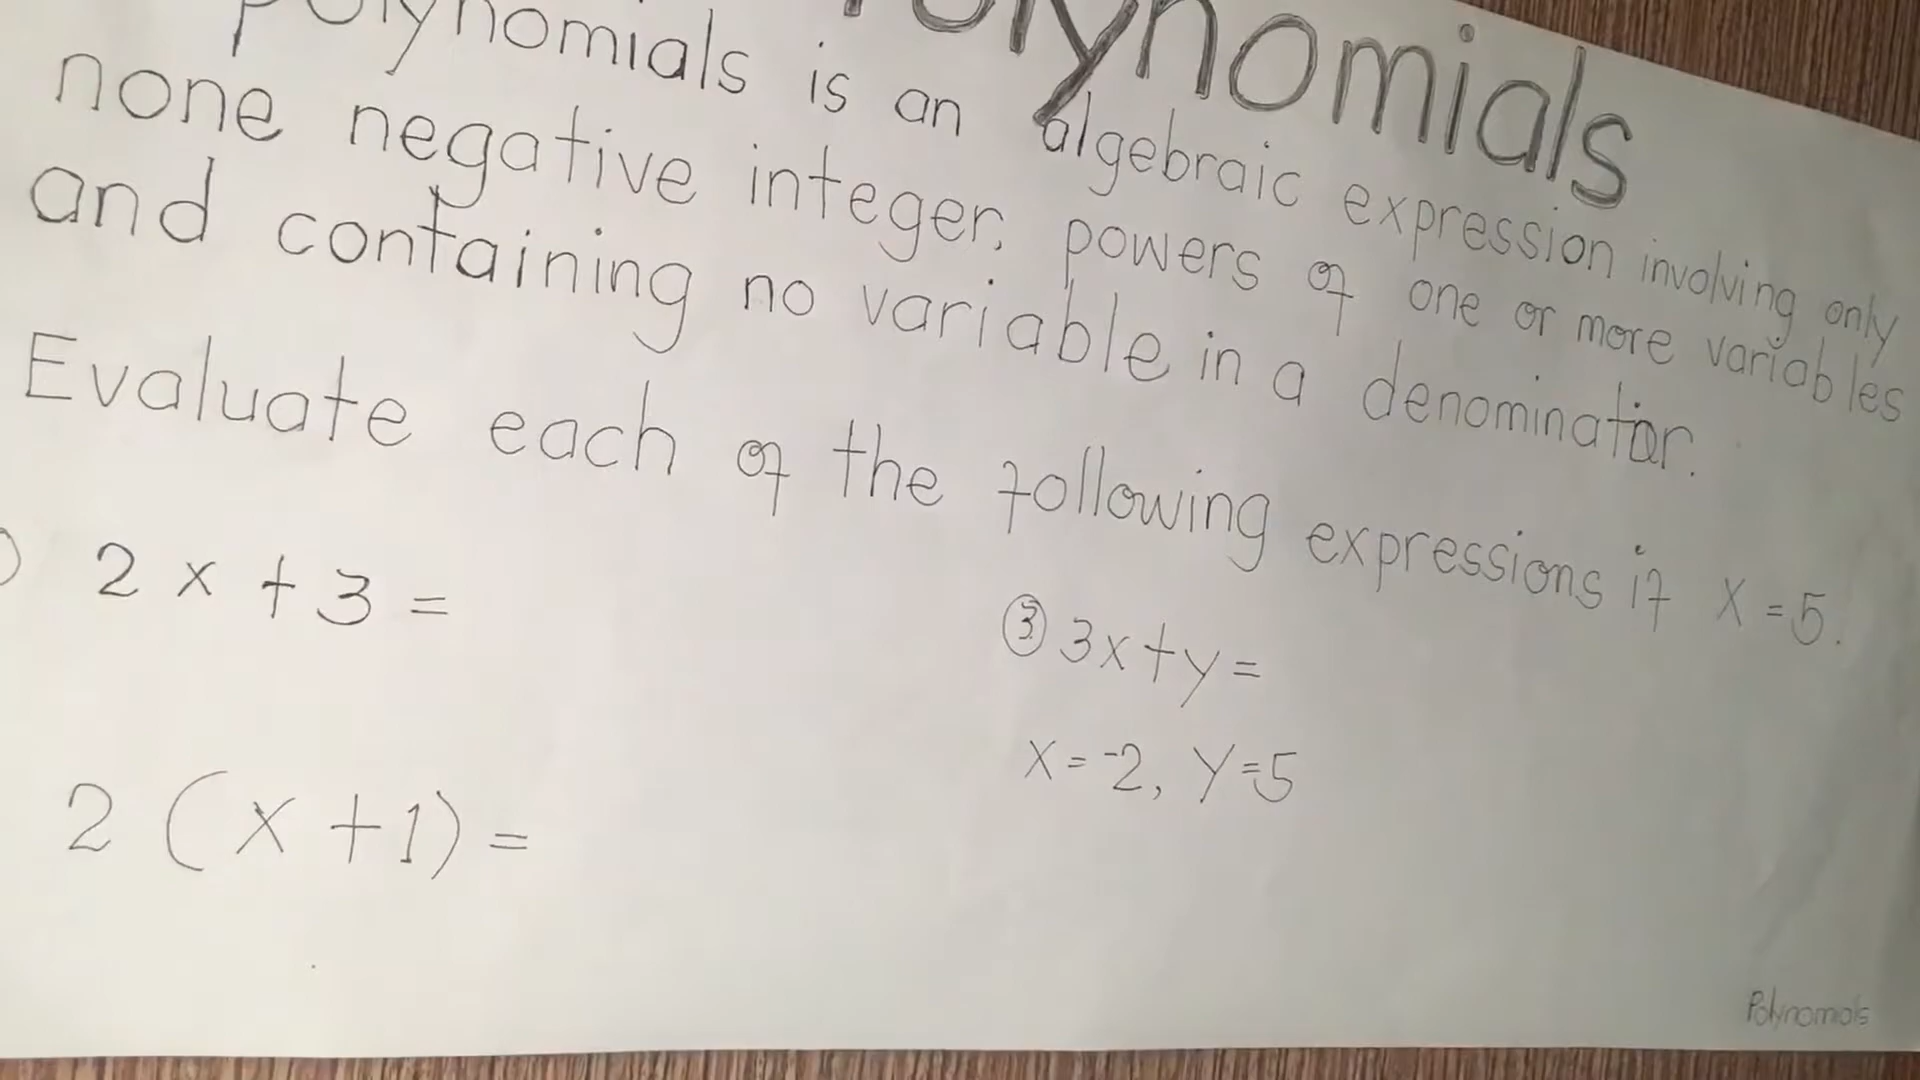 Polynomials
Polynomials is an algebraic expression involving only
none negative integer, powers of one or more variables
and containing no variable in a denominator.
Evaluate each of the following expressions if x = 5.
2 x + 3 =
③ 3x + y =
x = -2, y = 5
2 (x + 1) =
Polynomials